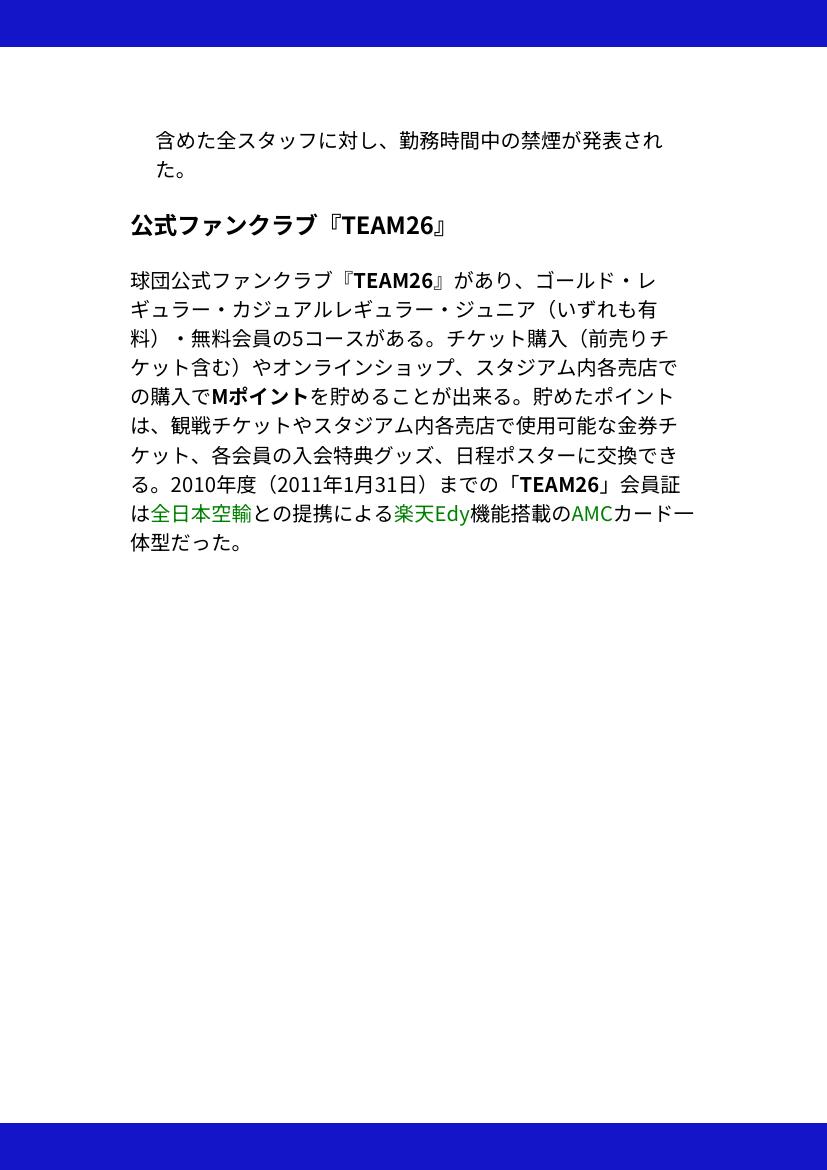 含めた全スタッフに対し、勤務時間中の禁煙が発表され
た。
公式ファンクラブ『TEAM26』
球団公式ファンクラブ『TEAM26』があり、ゴールド・レ
ギュラー・カジュアルレギュラー・ジュニア（いずれも有
料）・無料会員の5コースがある。チケット購入（前売りチ
ケット含む）やオンラインショップ、スタジアム内各売店で
の購入でMポイントを貯めることが出来る。貯めたポイント
は、観戦チケットやスタジアム内各売店で使用可能な金券チ
ケット、各会員の入会特典グッズ、日程ポスターに交換でき
る。2010年度（2011年1月31日）までの「TEAM26」会員証
は全日本空輸との提携による楽天Edy機能搭載のAMCカード一
体型だった。